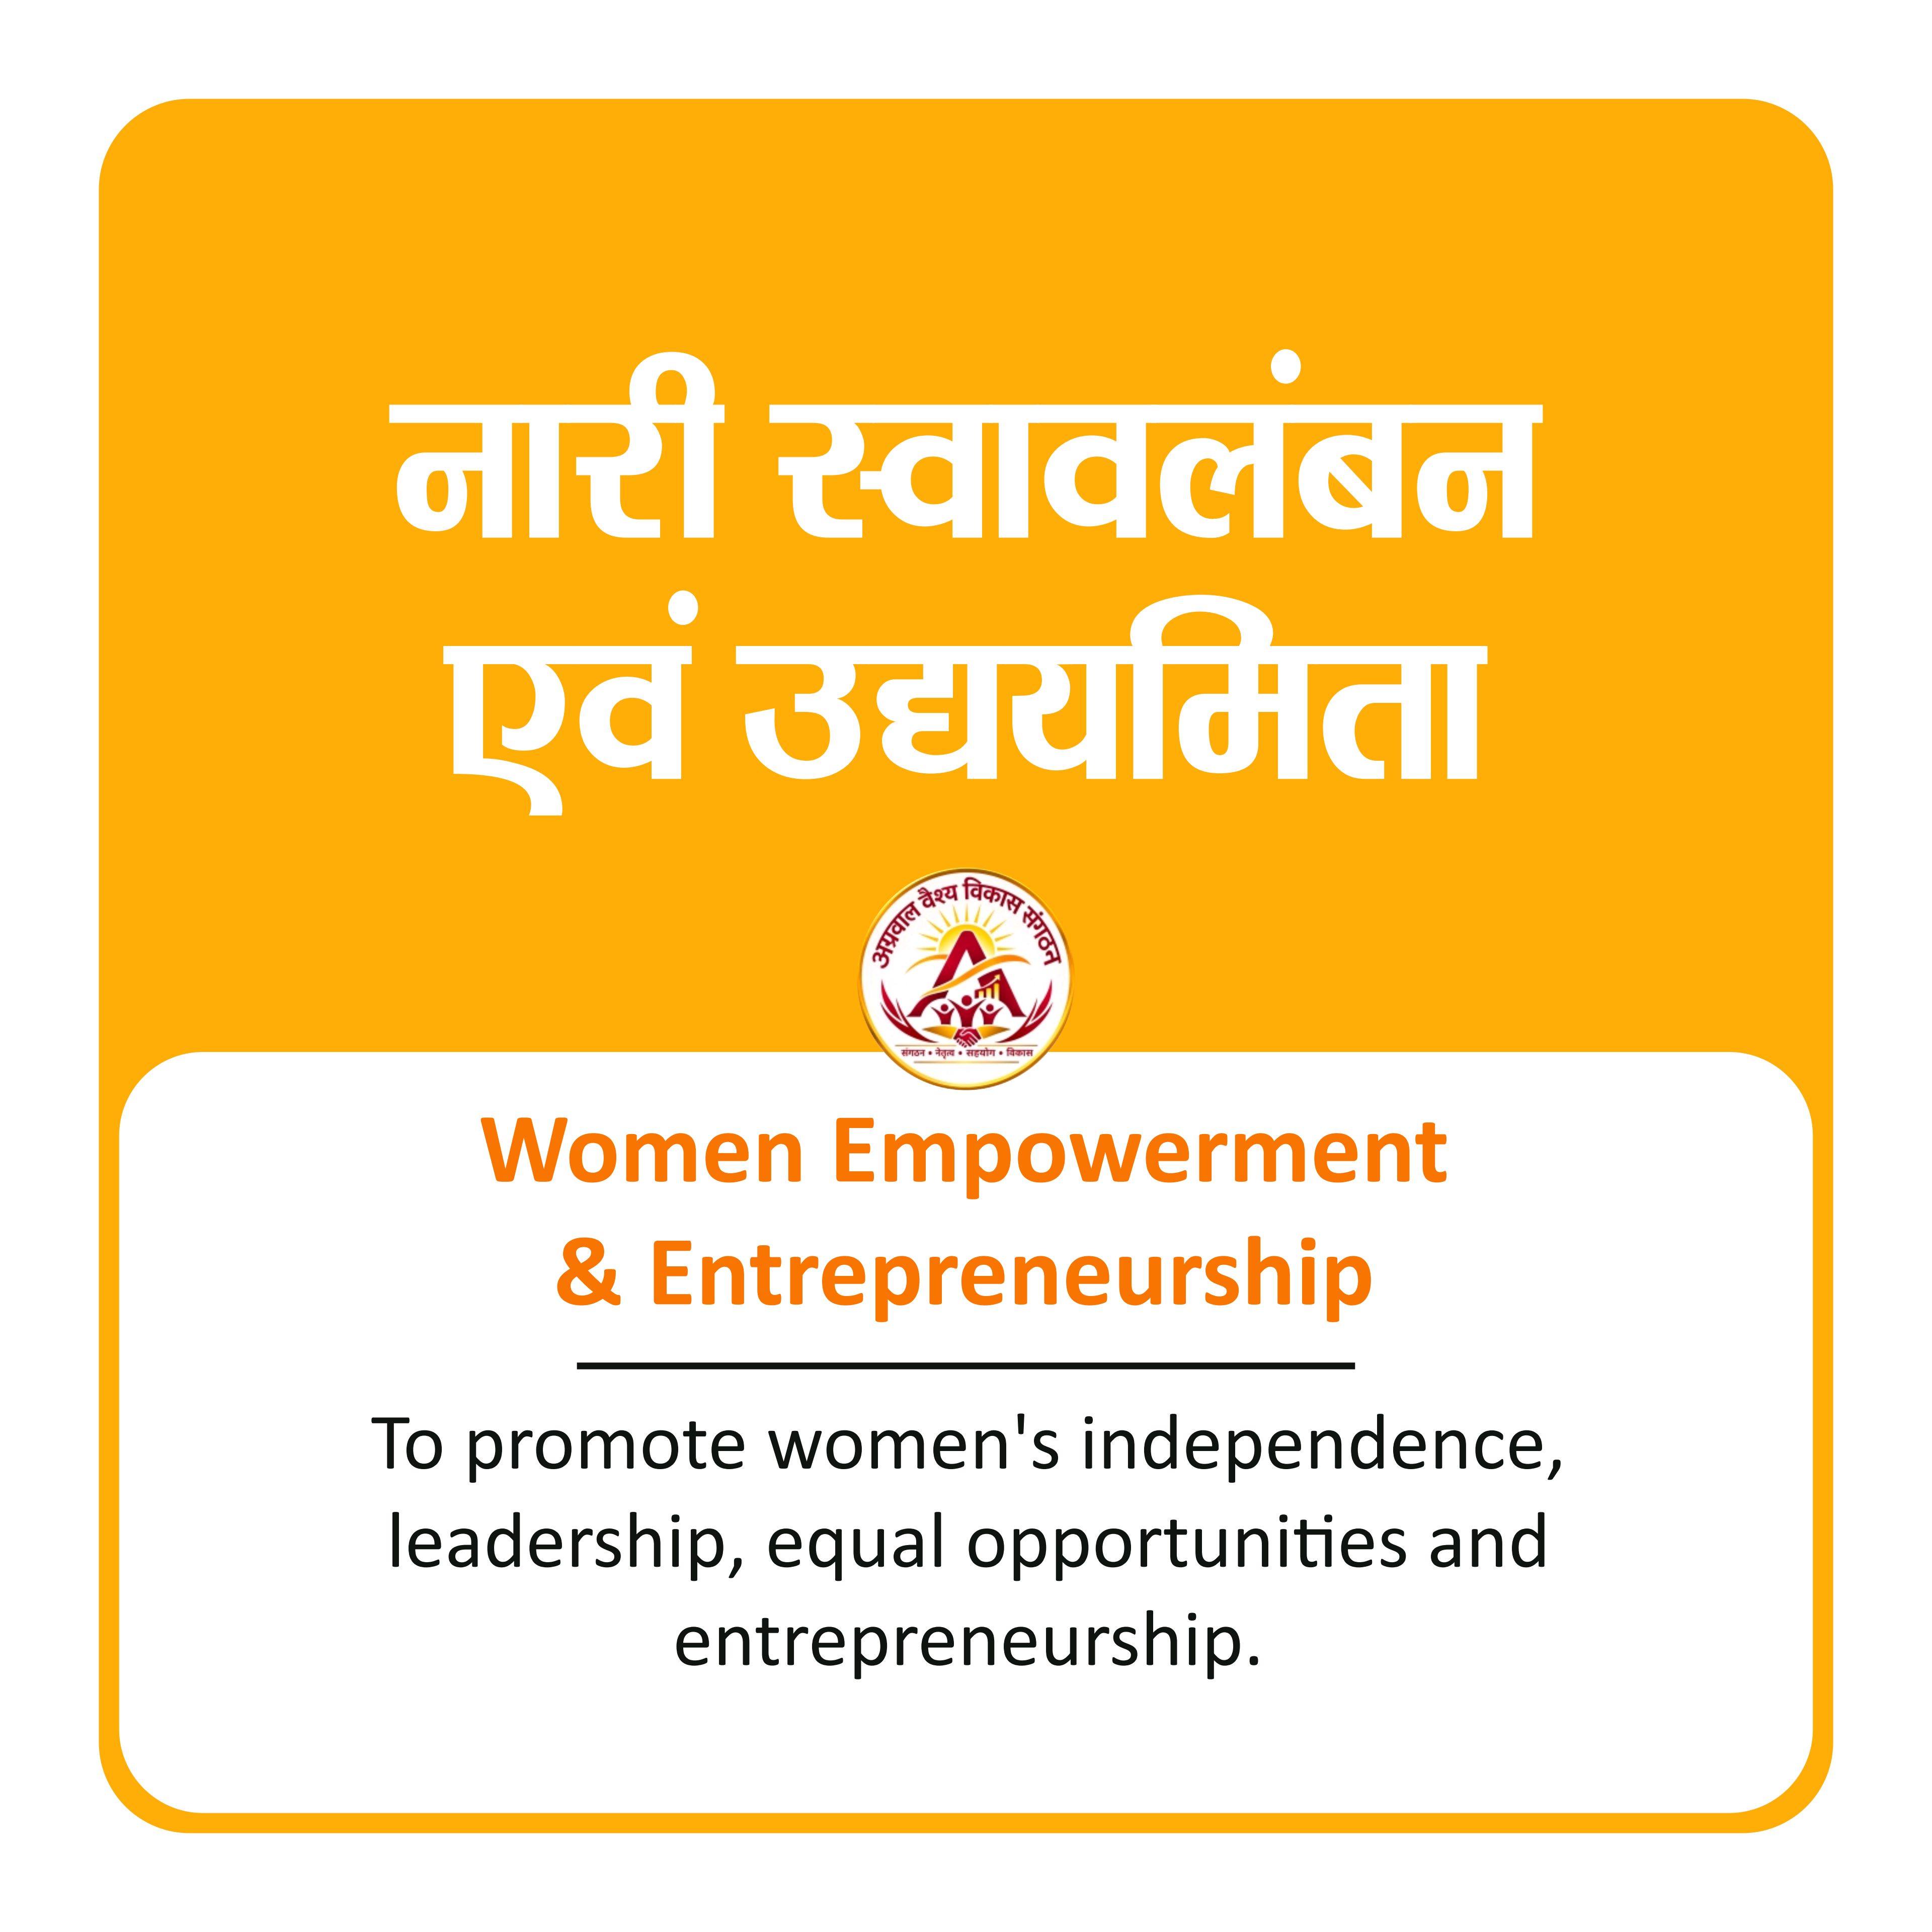 नारी स्वावलंबन
एवं उद्ययमिता
अग्रवाल वैश्य विकास संगठन
संगठन • नेतृत्व • सहयोग • विकास
Women Empowerment
& Entrepreneurship
To promote women's independence,
leadership, equal opportunities and
entrepreneurship.